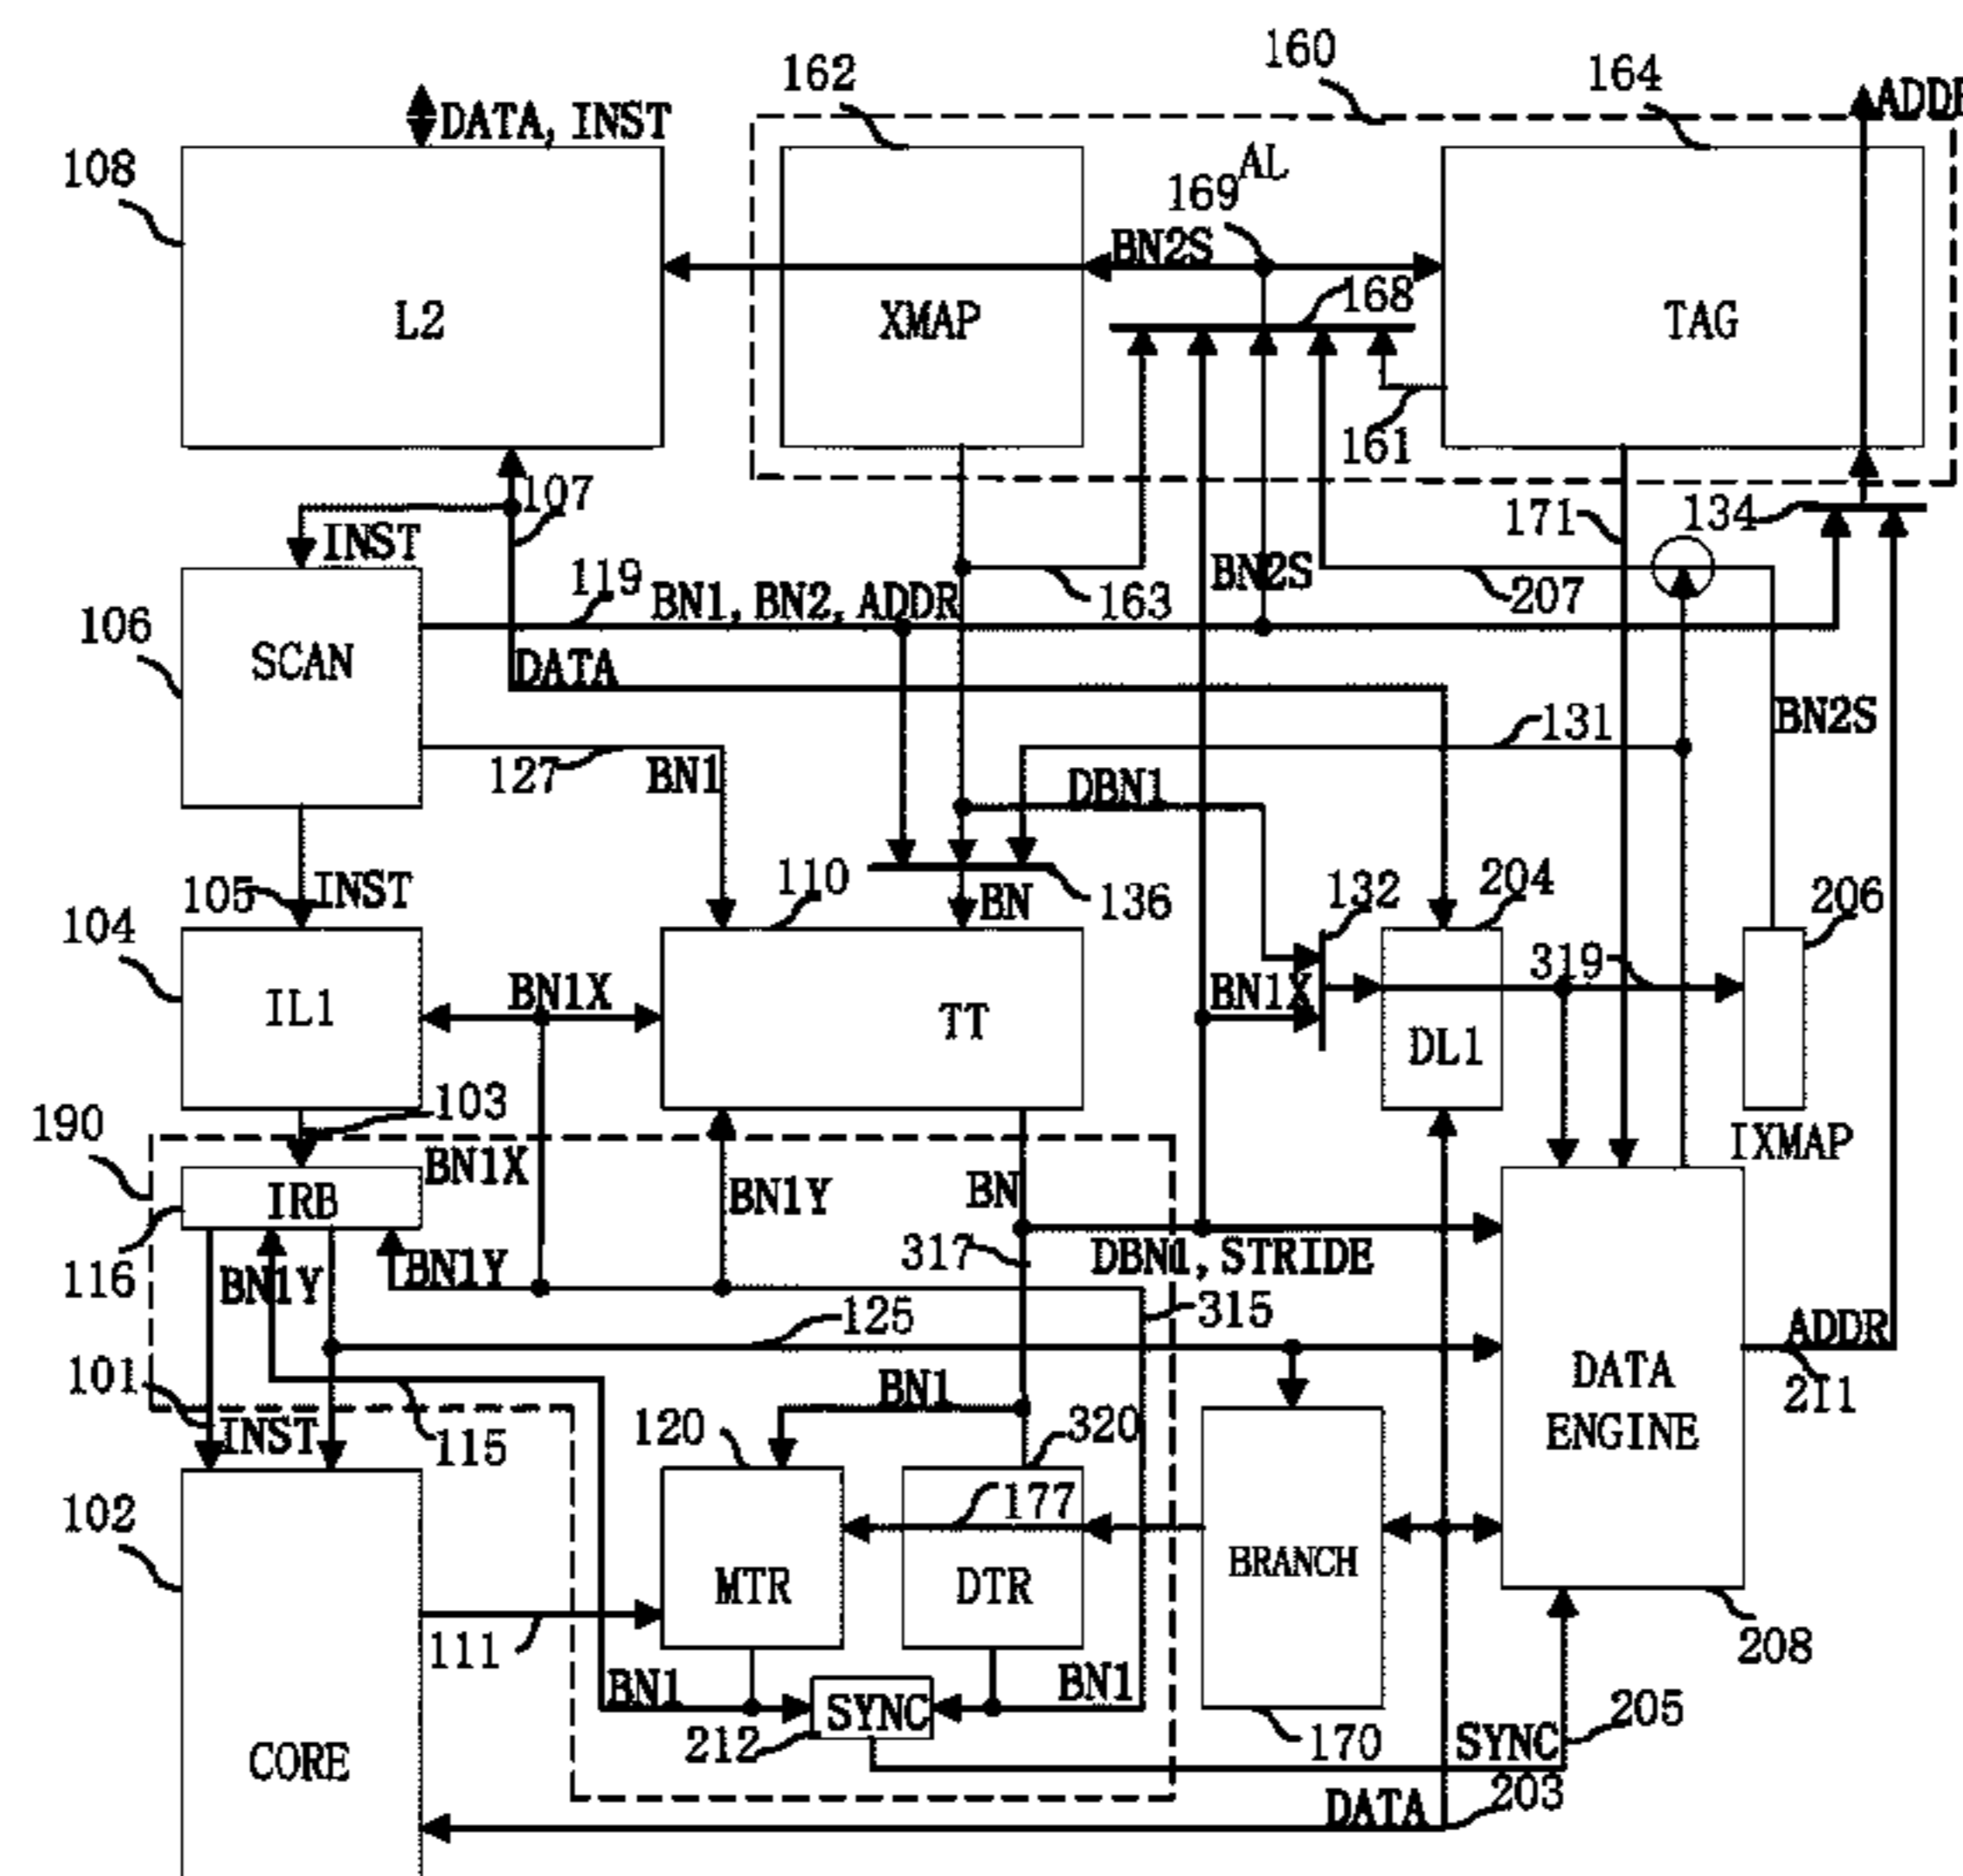 160
162
164
ADD
DATA, INST
108
AL
169
BN2S
168
L2
XMAP
TAG
161
107
171
134
INST
119
BN2S
163
207
BN1, BN2, ADDR
106
SCAN
DATA
131
BN2S
127
BN1
DBN1
110
132
204
206
105
INST
BN
136
104
319
IL1
BN1X
TT
BN1X
DL1
103
190
IXMAP
BN1X
BN1Y
BN
IRB
317
DBN1, STRIDE
116
BN1Y
BN1Y
315
125
ADDR
101
DATA
ENGINE
211
BN1
INST
115
120
320
177
102
MTR
DTR
BRANCH
111
208
BN1
BN1
SYNC
205
212
170
SYNC
CORE
203
DATA